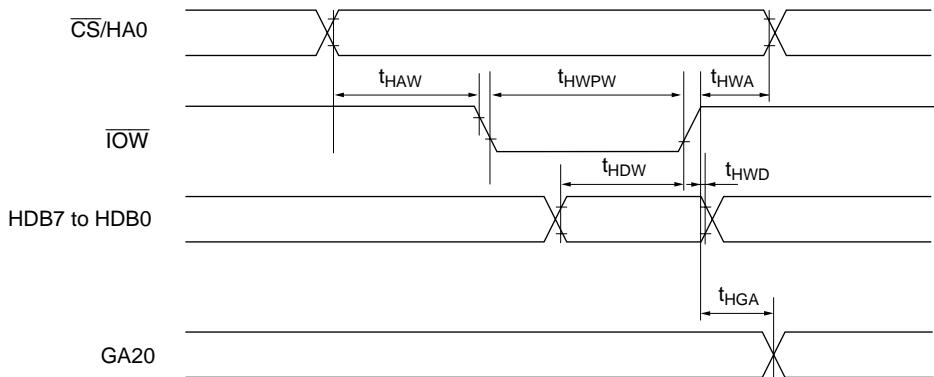 CS/HA0
tHAW
tHWPW
tHWA
IOW
tHDW
tHWD
HDB7 to HDB0
tHGA
GA20